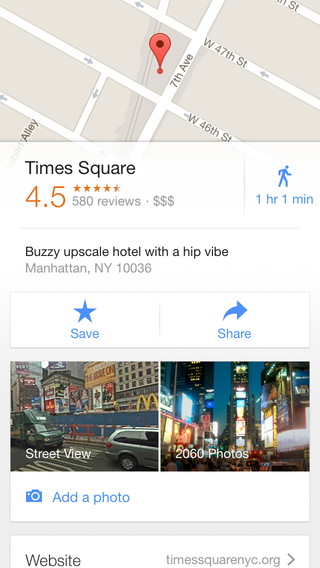 th St
W 47th St
7th Ave
W 46th St
Alley
Times Square
4.5
580 reviews · $$$
1 hr 1 min
Buzzy upscale hotel with a hip vibe
Manhattan, NY 10036
Save
Share
Street View
2060 Photos
Add a photo
Website
timessquarenyc.org